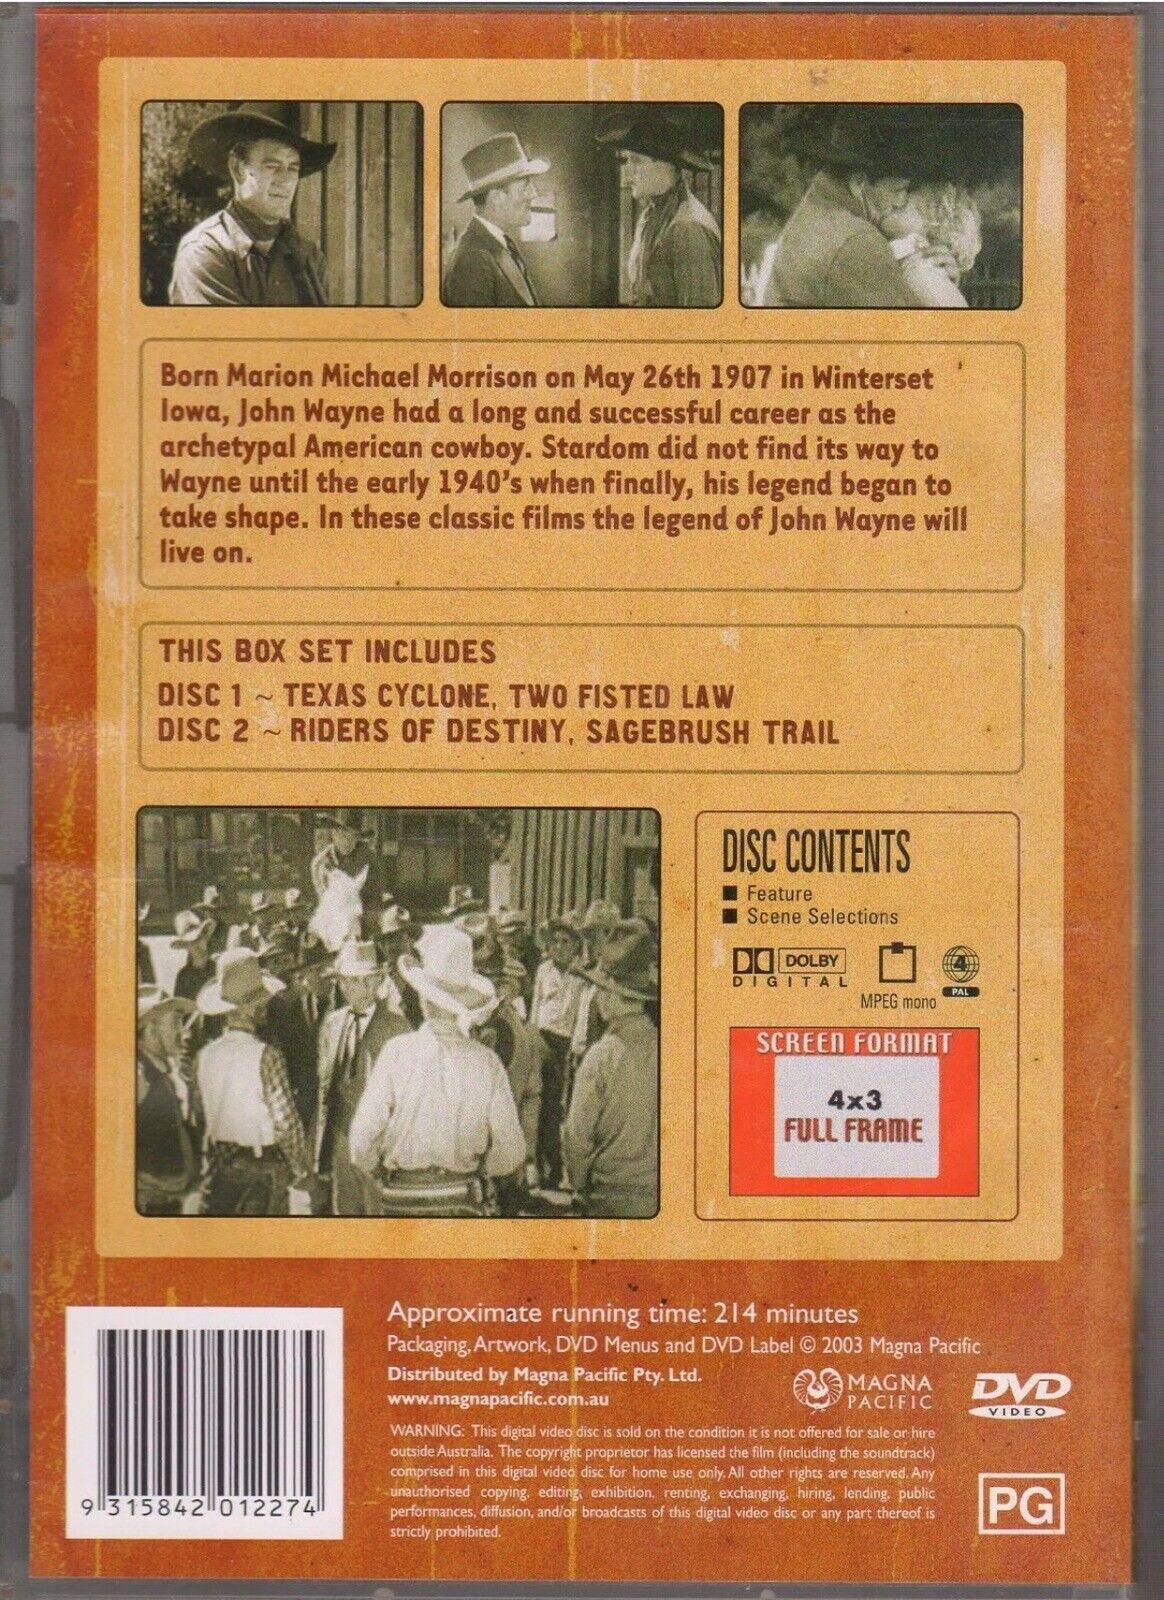 Born Marion Michael Morrison on May 26th 1907 in Winterset
Iowa, John Wayne had a long and successful career as the
archetypal American cowboy. Stardom did not find its way to
Wayne until the early 1940's when finally, his legend began to
take shape. In these classic films the legend of John Wayne will
live on.
THIS BOX SET INCLUDES
DISC 1 ~ TEXAS CYCLONE, TWO FISTED LAW
DISC 2 ~ RIDERS OF DESTINY, SAGEBRUSH TRAIL
DISC CONTENTS
■ Feature
■ Scene Selections
DOLBY
DIGITAL
MPEG mono
4
PAL
SCREEN FORMAT
4x3
FULL FRAME
Approximate running time: 214 minutes
Packaging, Artwork, DVD Menus and DVD Label © 2003 Magna Pacific
Distributed by Magna Pacific Pty. Ltd.
www.magnapacific.com.au
MAGNA
PACIFIC
DVD
VIDEO
WARNING: This digital video disc is sold on the condition it is not offered for sale or hire
outside Australia. The copyright proprietor has licensed the film (including the soundtrack)
comprised in this digital video disc for home use only. All other rights are reserved. Any
unauthorised copying, editing, exhibition, renting, exchanging, hiring, lending, public
performances, diffusion, and/or broadcasts of this digital video disc or any part thereof is
strictly prohibited.
PG
9 315842 012274